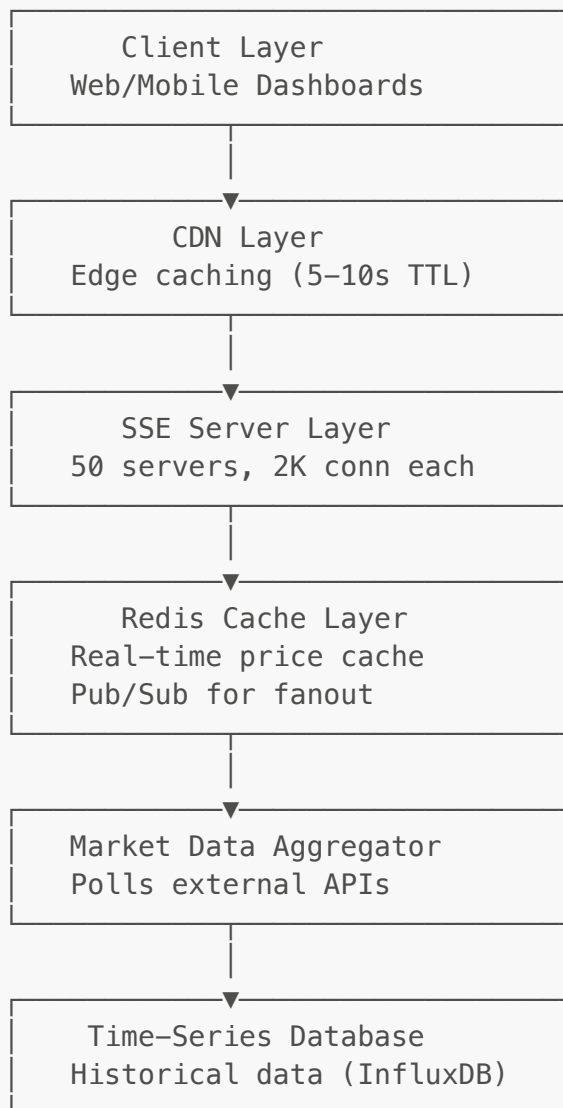 Client Layer
Web/Mobile Dashboards
CDN Layer
Edge caching (5–10s TTL)
SSE Server Layer
50 servers, 2K conn each
Redis Cache Layer
Real–time price cache
Pub/Sub for fanout
Market Data Aggregator
Polls external APIs
Time–Series Database
Historical data (InfluxDB)